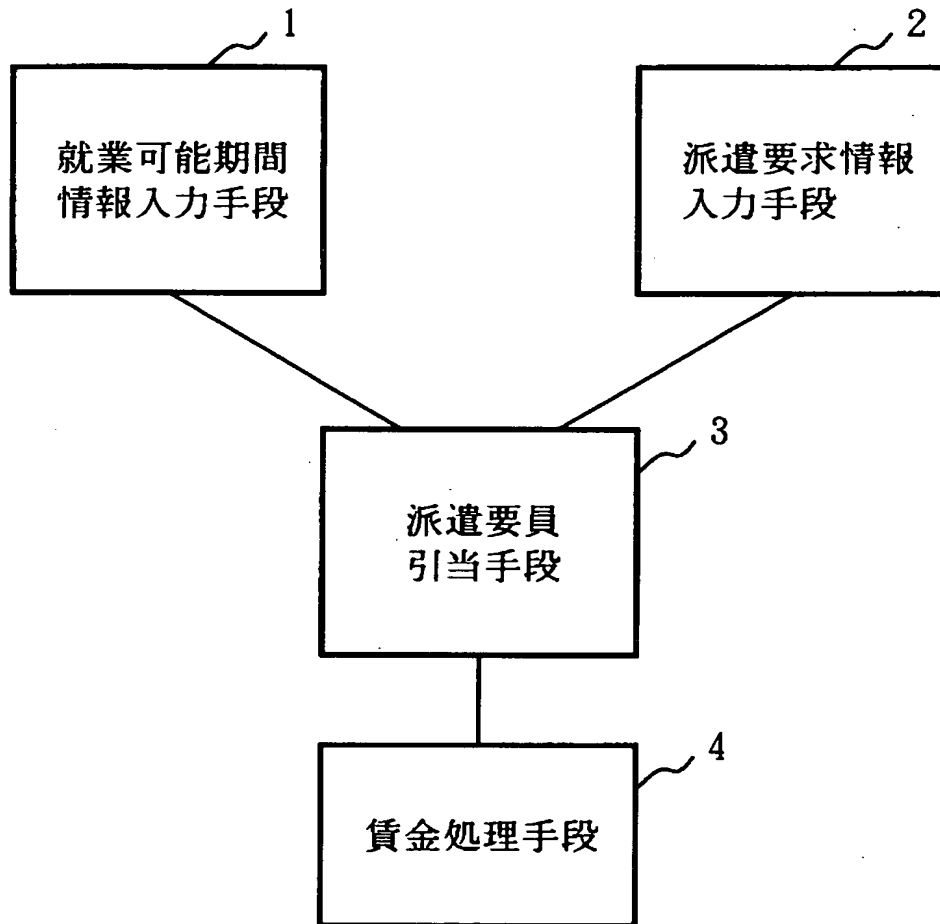 1
就業可能期間
情報入力手段
2
派遣要求情報
入力手段
3
派遣要員
引当手段
4
賃金処理手段